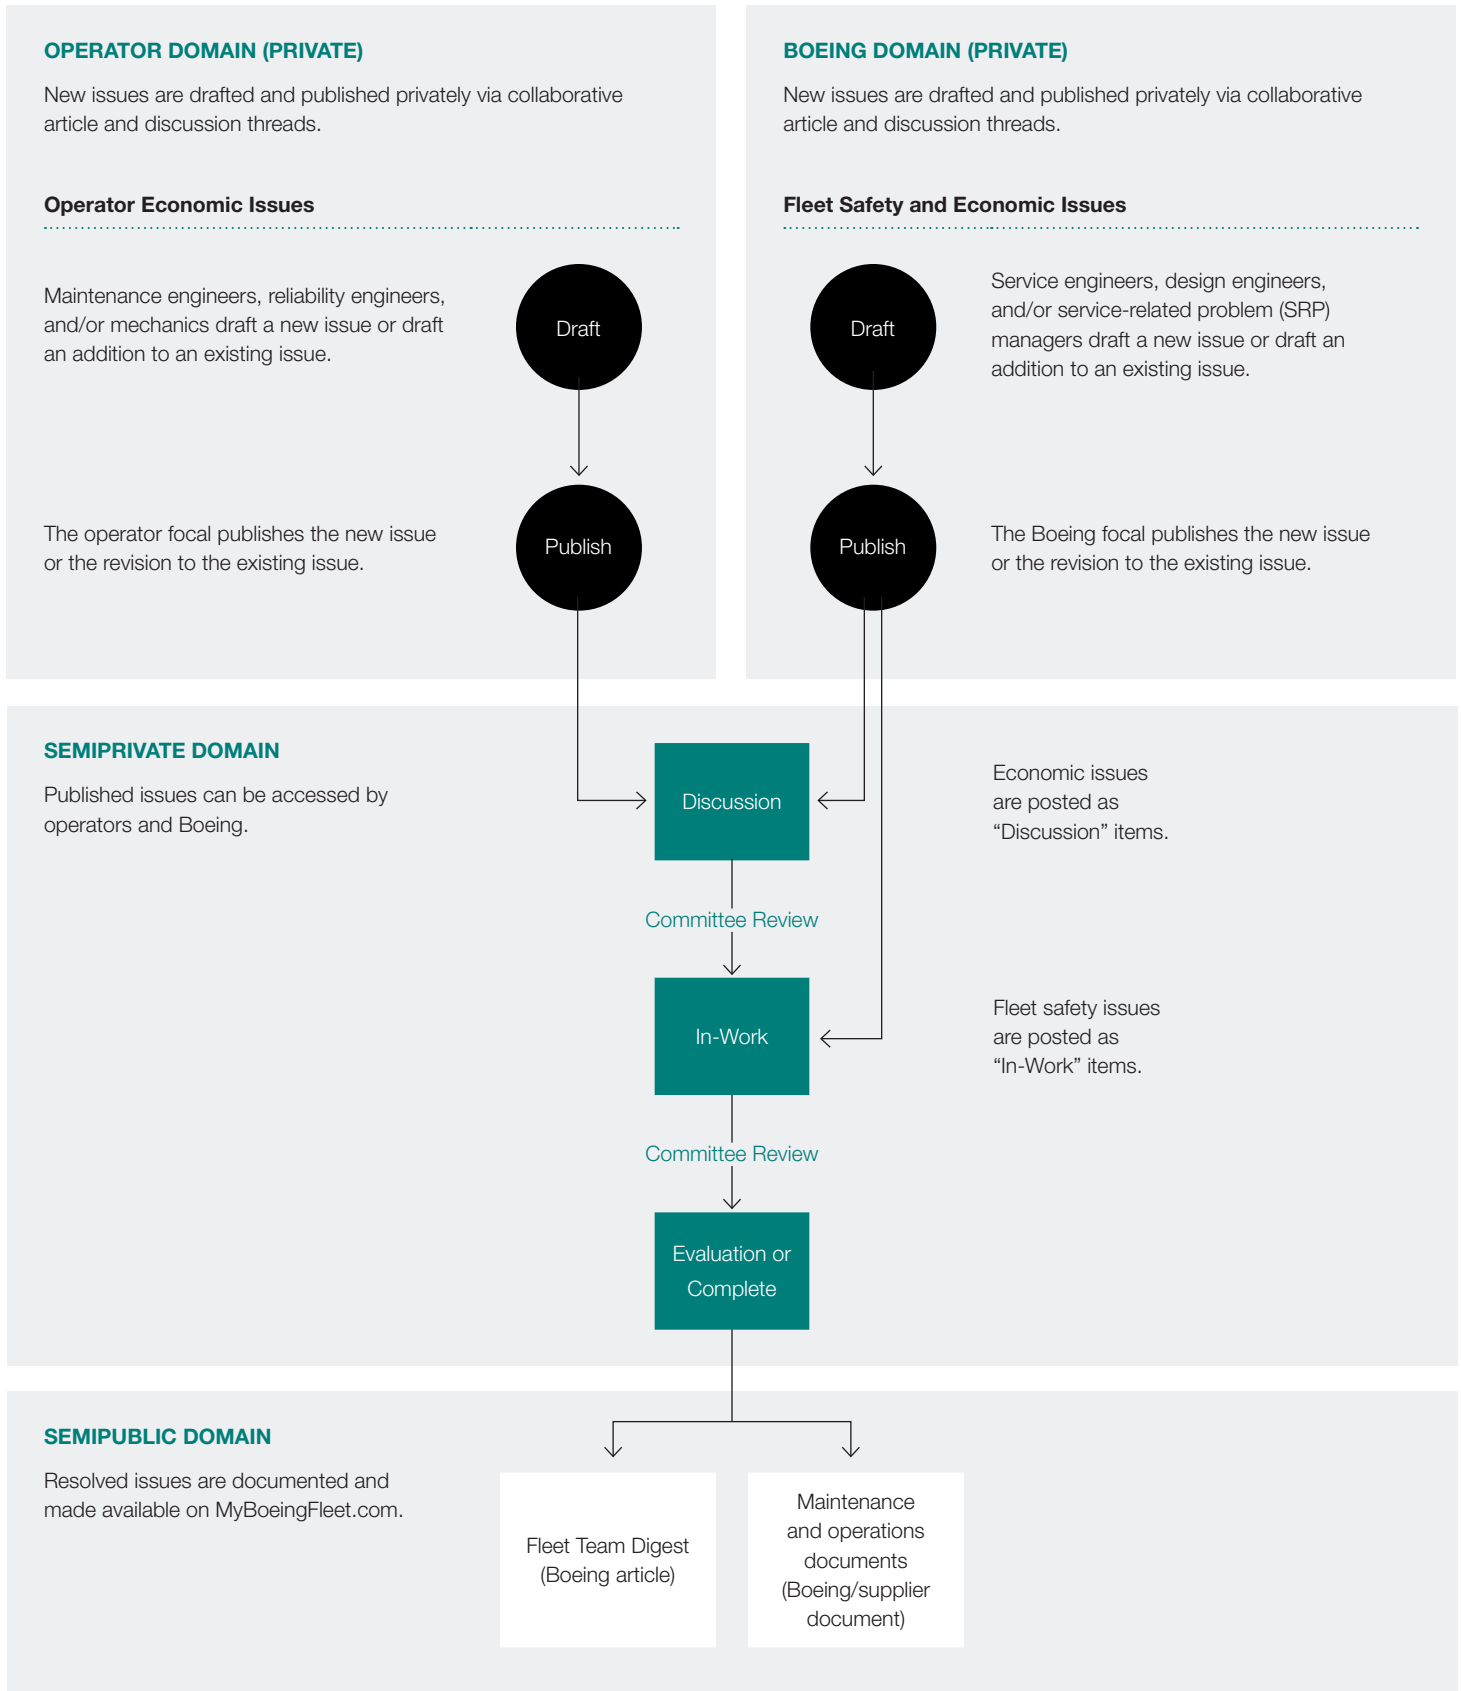 OPERATOR DOMAIN (PRIVATE)
New issues are drafted and published privately via collaborative
article and discussion threads.
Operator Economic Issues
Maintenance engineers, reliability engineers,
and/or mechanics draft a new issue or draft
an addition to an existing issue.
Draft
The operator focal publishes the new issue
or the revision to the existing issue.
Publish
BOEING DOMAIN (PRIVATE)
New issues are drafted and published privately via collaborative
article and discussion threads.
Fleet Safety and Economic Issues
Draft
Service engineers, design engineers,
and/or service-related problem (SRP)
managers draft a new issue or draft an
addition to an existing issue.
Publish
The Boeing focal publishes the new issue
or the revision to the existing issue.
SEMIPRIVATE DOMAIN
Published issues can be accessed by
operators and Boeing.
Discussion
Economic issues
are posted as
“Discussion” items.
Committee Review
In-Work
Fleet safety issues
are posted as
“In-Work” items.
Committee Review
Evaluation or
Complete
SEMIPUBLIC DOMAIN
Resolved issues are documented and
made available on MyBoeingFleet.com.
Fleet Team Digest
(Boeing article)
Maintenance
and operations
documents
(Boeing/supplier
document)